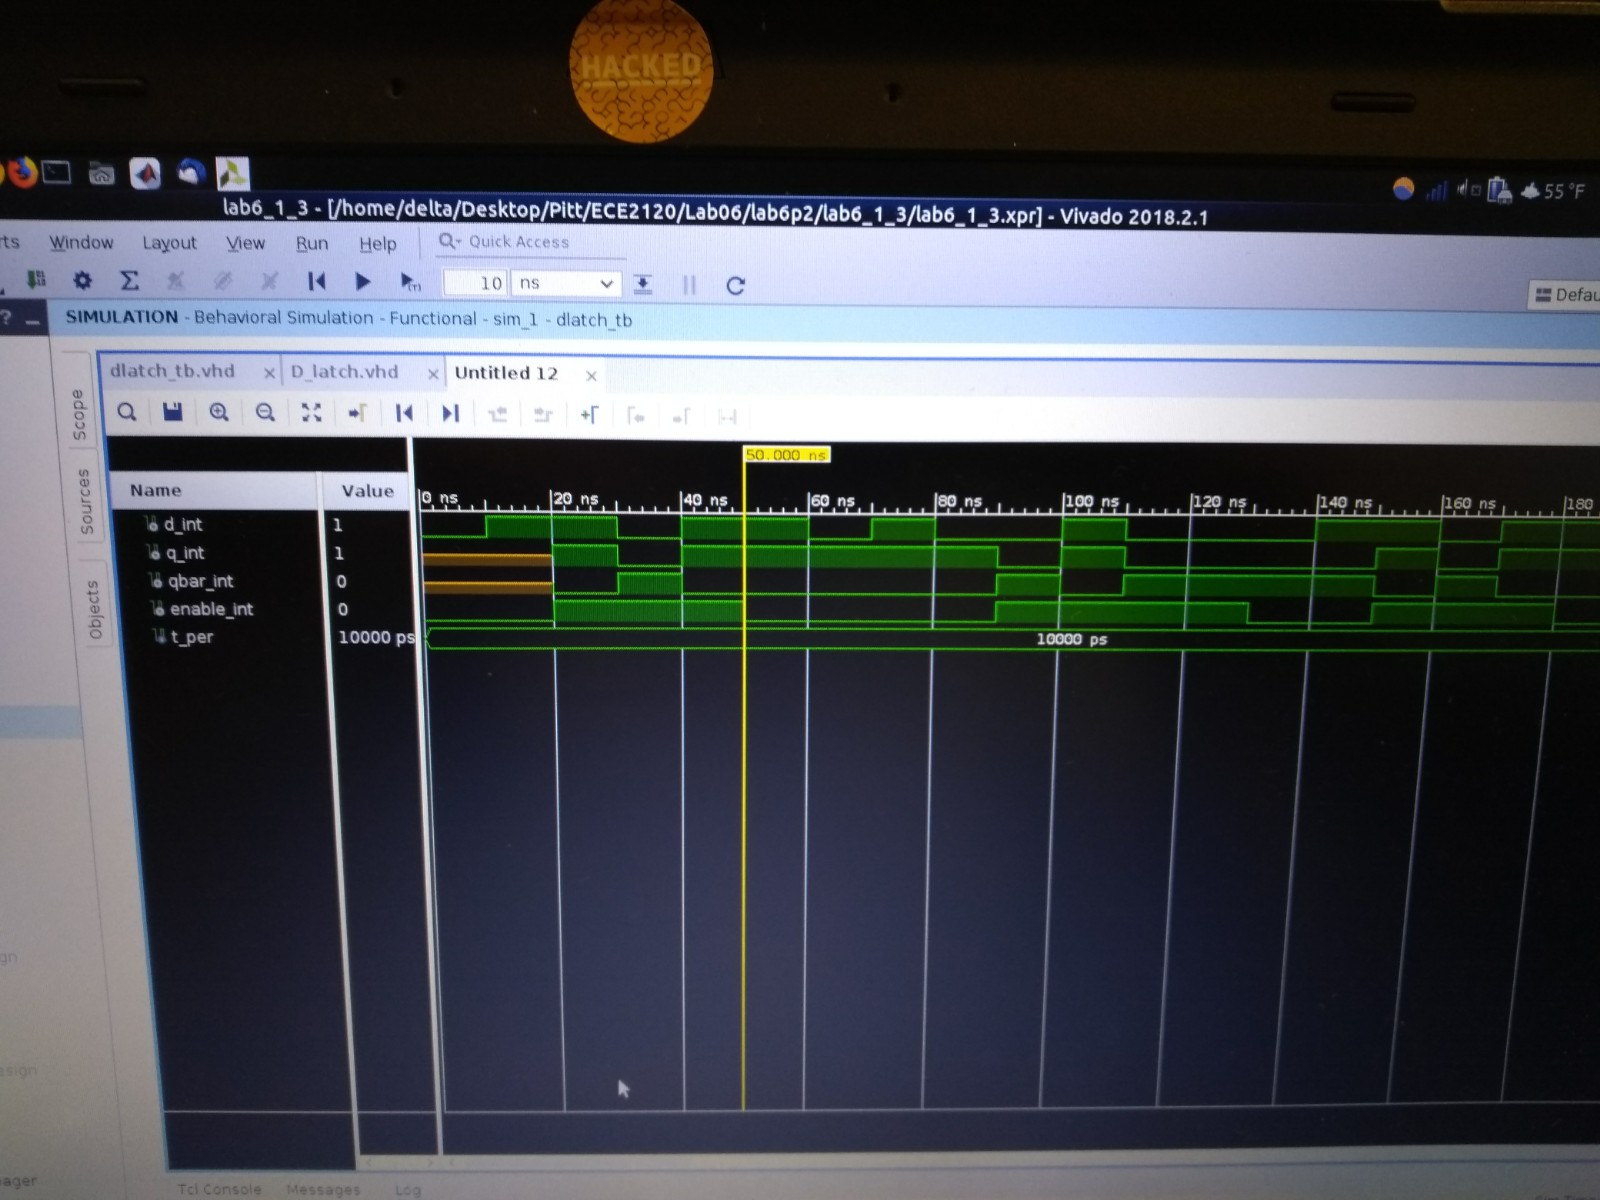 HACKED
55 °F
lab6_1_3 - [/home/delta/Desktop/Pitt/ECE2120/Lab06/lab6p2/lab6_1_3/lab6_1_3.xpr] - Vivado 2018.2.1
rts Window Layout View Run Help Quick Access
10 ns
Defau
? SIMULATION - Behavioral Simulation - Functional - sim_1 - dlatch_tb
dlatch_tb.vhd × D_latch.vhd × Untitled 12 ×
Scope
Sources
Objects
50.000 ns
Name Value
0 ns 20 ns 40 ns 60 ns 80 ns 100 ns 120 ns 140 ns 160 ns 180
d_int 1
q_int 1
qbar_int 0
enable_int 0
t_per 10000 ps 10000 ps
gn
esign
ager
Tcl Console Messages Log